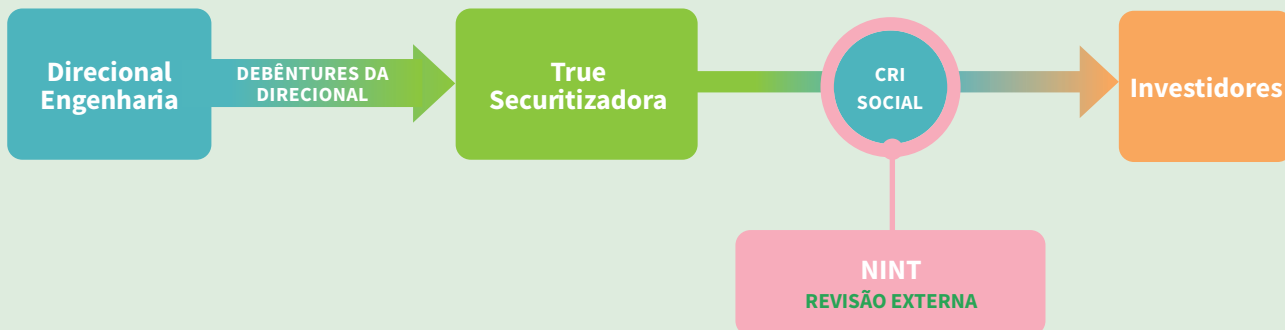 Direcional
Engenharia
DEBÊNTURES DA
DIRECIONAL
True
Securitizadora
CRI
SOCIAL
Investidores
NINT
REVISÃO EXTERNA